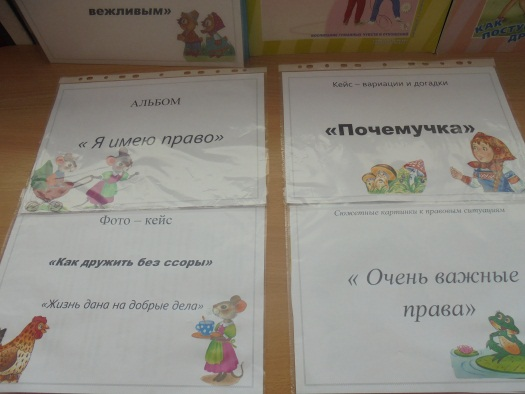 вежливым»
КАК
АЛЬБОМ
« Я имею право»
Кейс – вариации и догадки
«Почемучка»
Фото – кейс
«Как дружить без ссоры»
«Жизнь дана на добрые дела»
Сюжетные картинки к правовым ситуациям
« Очень важные
права»